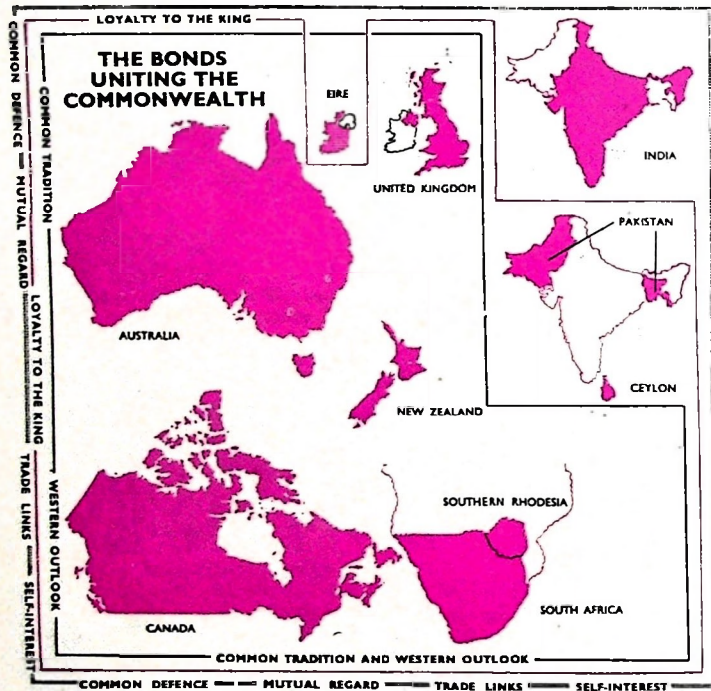 LOYALTY TO THE KING
THE BONDS
UNITING THE
COMMONWEALTH
EIRE
UNITED KINGDOM
INDIA
PAKISTAN
CEYLON
AUSTRALIA
NEW ZEALAND
SOUTHERN RHODESIA
SOUTH AFRICA
CANADA
COMMON DEFENCE — MUTUAL REGARD
TRADE LINKS — SELF-INTEREST
LOYALTY TO THE KING
COMMON TRADITION
WESTERN OUTLOOK
COMMON TRADITION AND WESTERN OUTLOOK
COMMON DEFENCE — MUTUAL REGARD — TRADE LINKS — SELF-INTEREST